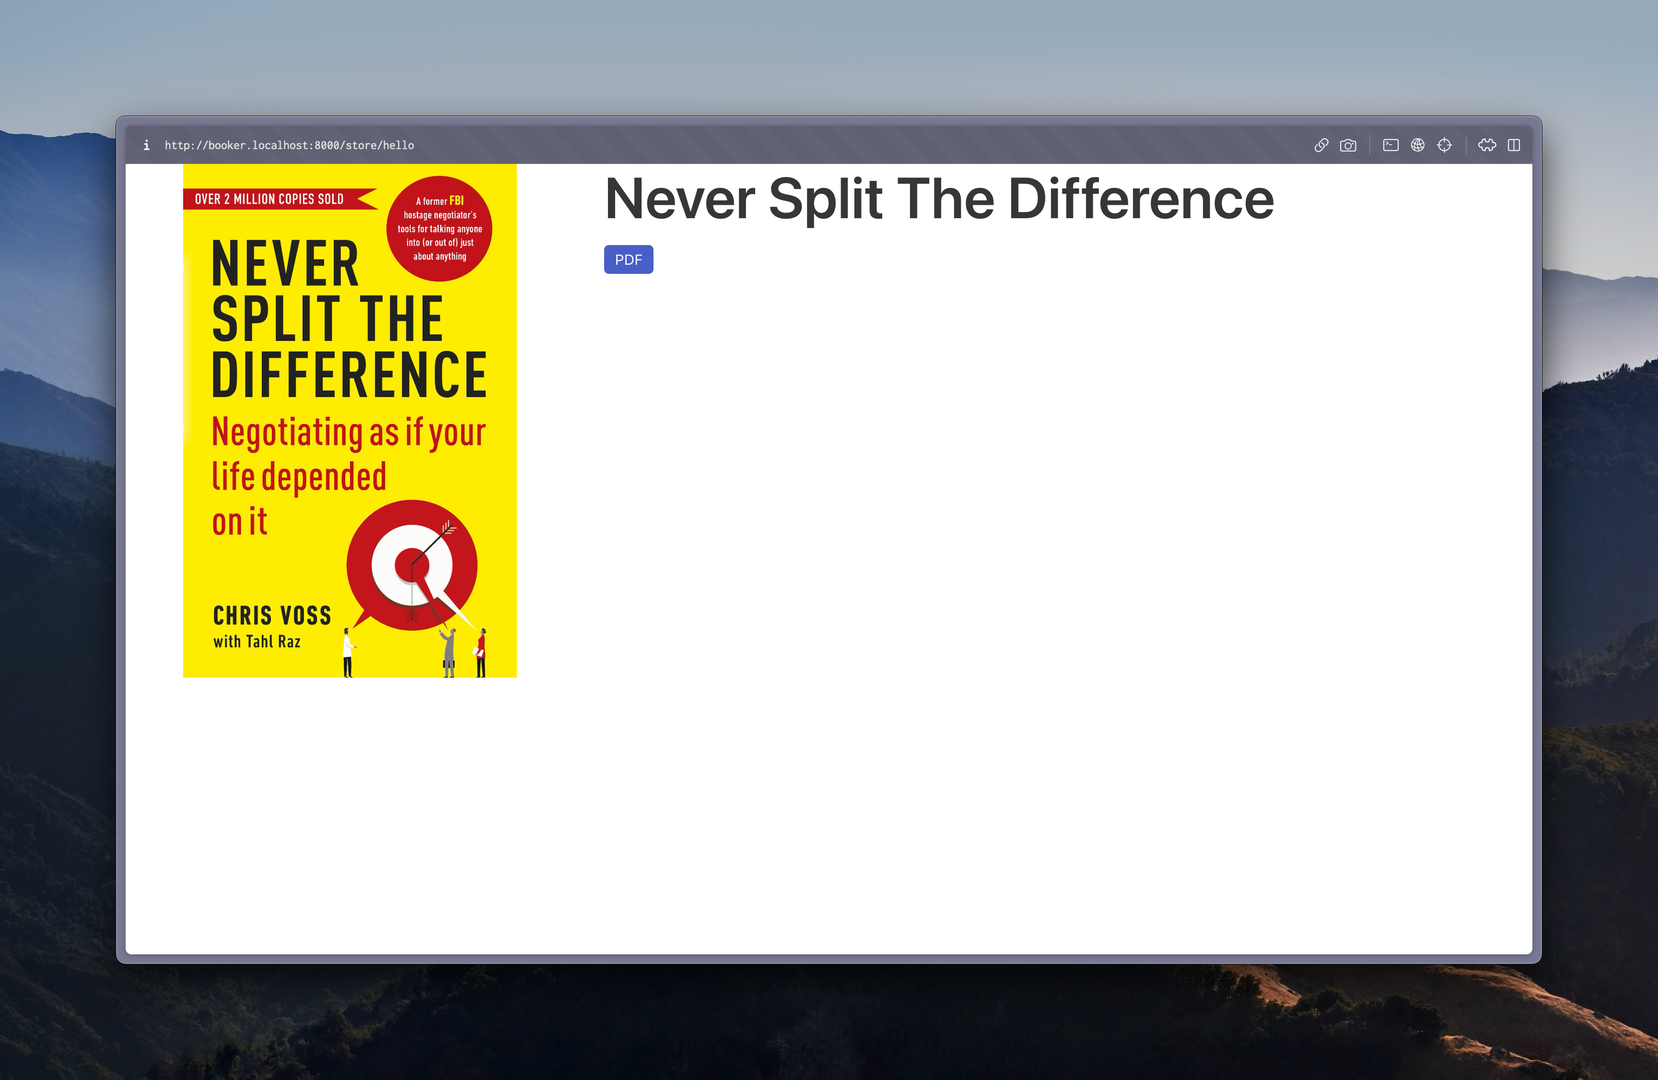 http://booker.localhost:8000/store/hello
OVER 2 MILLION COPIES SOLD
A former FBI
hostage negotiator's
tools for talking anyone
into (or out of) just
about anything
NEVER
SPLIT THE
DIFFERENCE
Negotiating as if your
life depended
on it
CHRIS VOSS
with Tahl Raz
Never Split The Difference
PDF